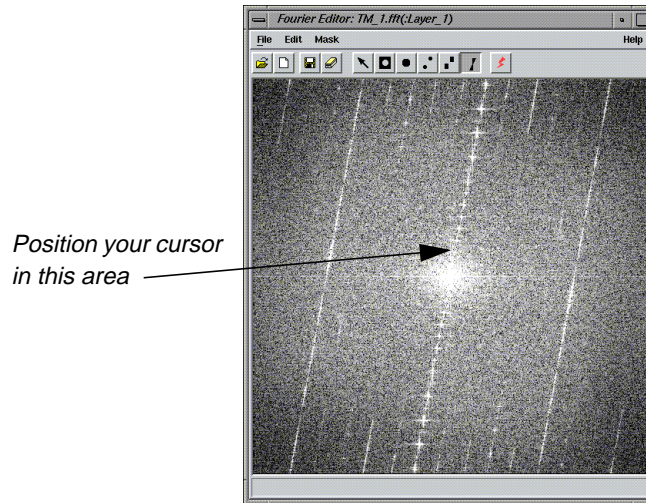 Fourier Editor: TM_1.fft(:Layer_1)
File Edit Mask Help
Position your cursor
in this area